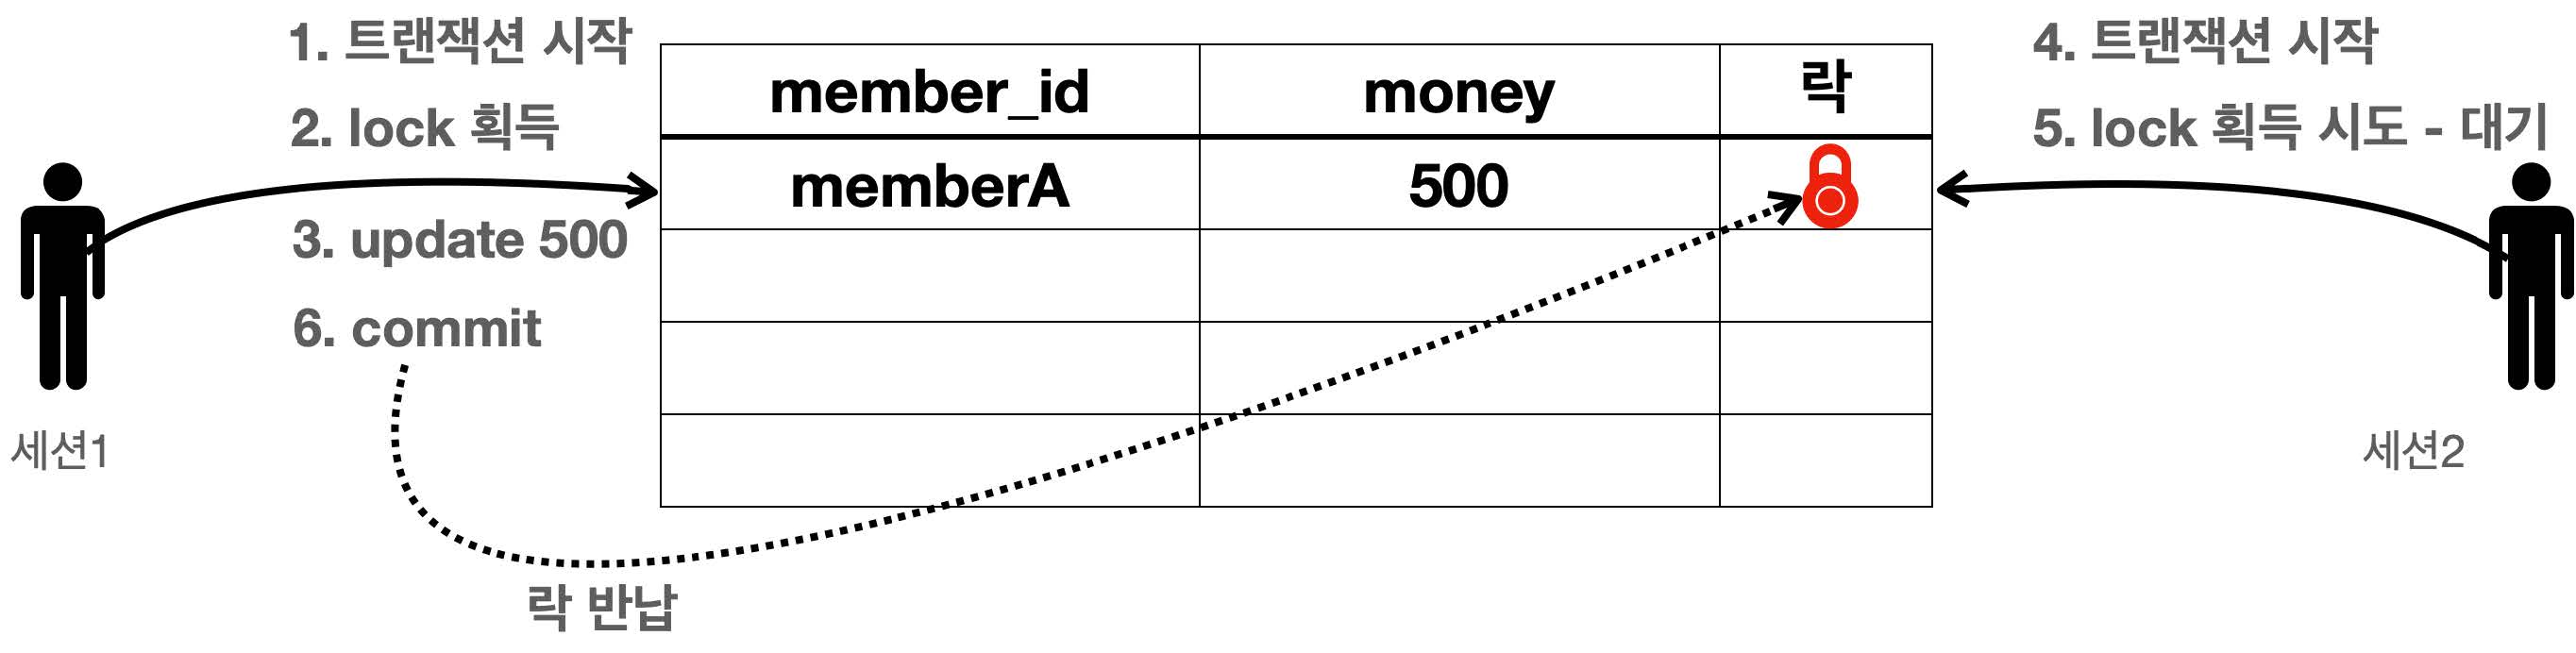 1. 트랜잭션 시작
2. lock 획득
3. update 500
6. commit
세션1
락 반납
member_id money 락
memberA 500
4. 트랜잭션 시작
5. lock 획득 시도 - 대기
세션2